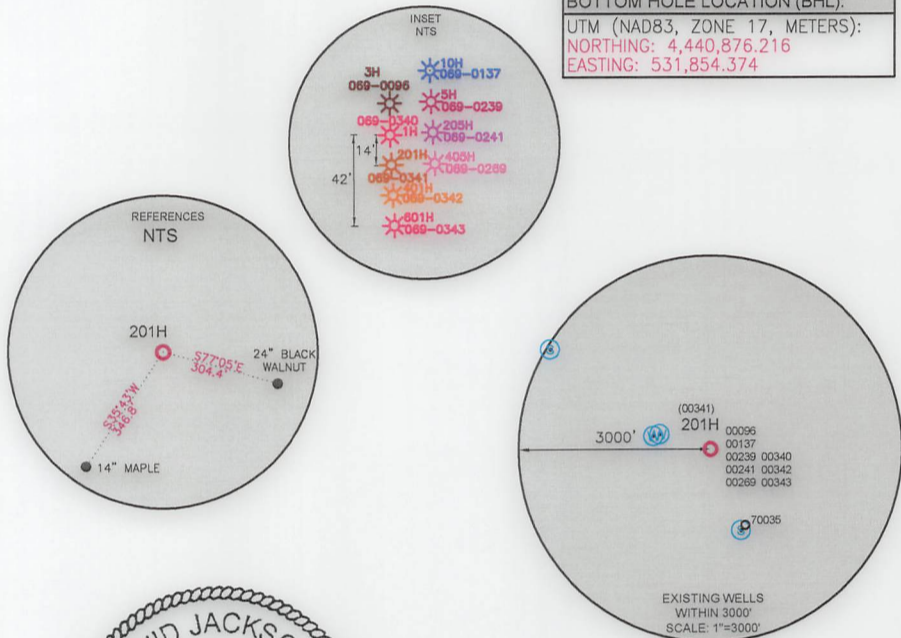 BOTTOM HOLE LOCATION (BHL):
UTM (NAD83, ZONE 17, METERS):
NORTHING: 4,440,876.216
EASTING: 531,854.374
INSET
NTS
10H
069-0137
3H
069-0096
5H
069-0239
069-0340
1H
205H
069-0241
14'
201H
069-0341
408H
069-0269
42'
401H
069-0342
601H
069-0343
REFERENCES
NTS
201H
S77°05'E
304.4'
24" BLACK
WALNUT
S35°43'W
346.8'
14" MAPLE
(00341)
201H
3000'
00096
00137
00239 00340
00241 00342
00269 00343
70035
EXISTING WELLS
WITHIN 3000'
SCALE: 1"=3000'
JACKSO